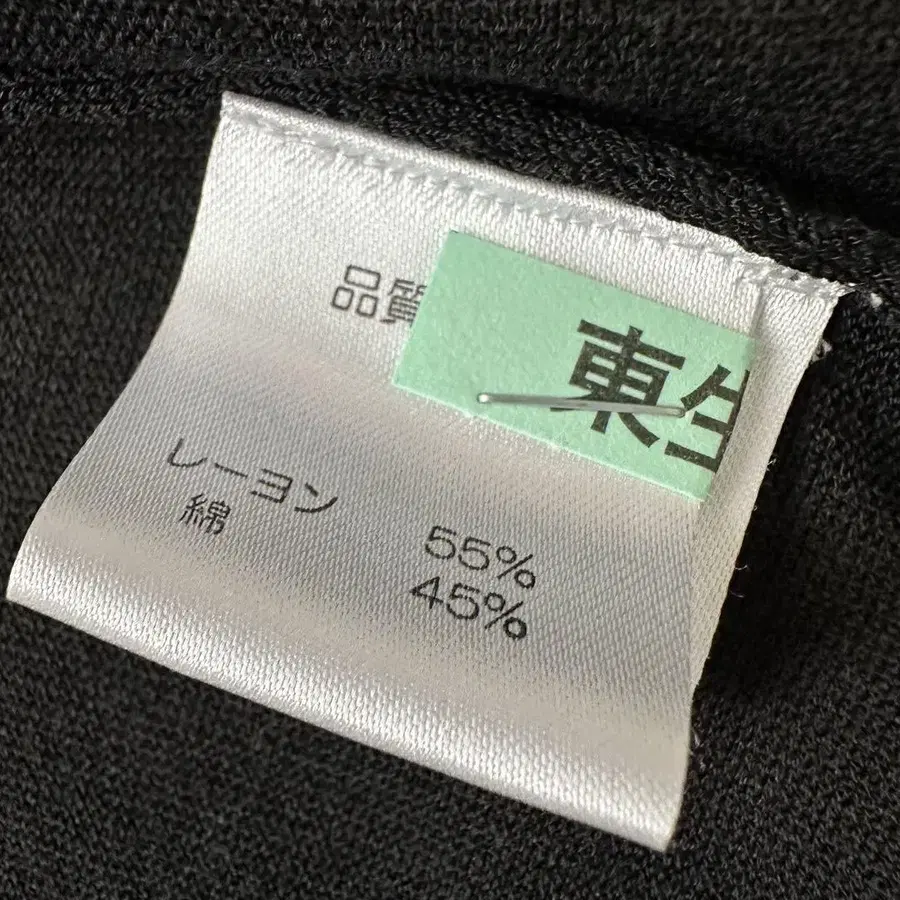 品質
東生
レーヨン 55%
綿 45%